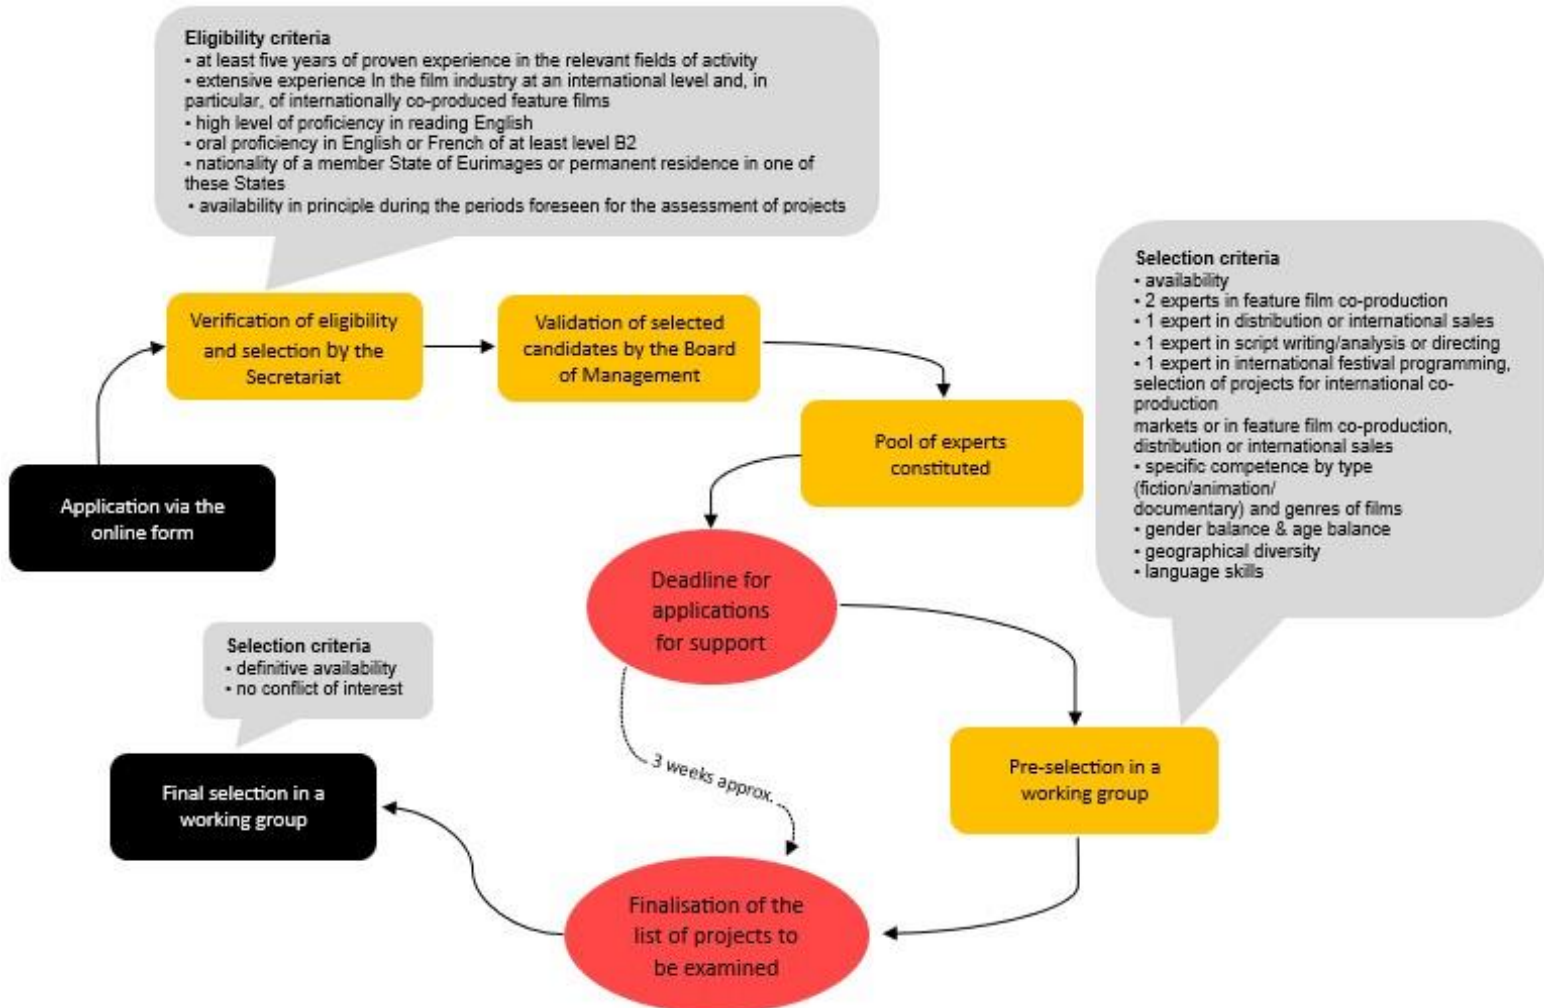 Eligibility criteria
• at least five years of proven experience in the relevant fields of activity
• extensive experience In the film industry at an international level and, in
particular, of internationally co-produced feature films
• high level of proficiency in reading English
• oral proficiency in English or French of at least level B2
• nationality of a member State of Eurimages or permanent residence in one of
these States
• availability in principle during the periods foreseen for the assessment of projects
Verification of eligibility
and selection by the
Secretariat
Validation of selected
candidates by the Board
of Management
Selection criteria
• availability
• 2 experts in feature film co-production
• 1 expert in distribution or international sales
• 1 expert in script writing/analysis or directing
• 1 expert in international festival programming,
selection of projects for international co-
production
markets or in feature film co-production,
distribution or international sales
• specific competence by type
(fiction/animation/
documentary) and genres of films
• gender balance & age balance
• geographical diversity
• language skills
Pool of experts
constituted
Application via the
online form
Deadline for
applications
for support
Selection criteria
• definitive availability
• no conflict of interest
3 weeks approx.
Pre-selection in a
working group
Final selection in a
working group
Finalisation of the
list of projects to
be examined